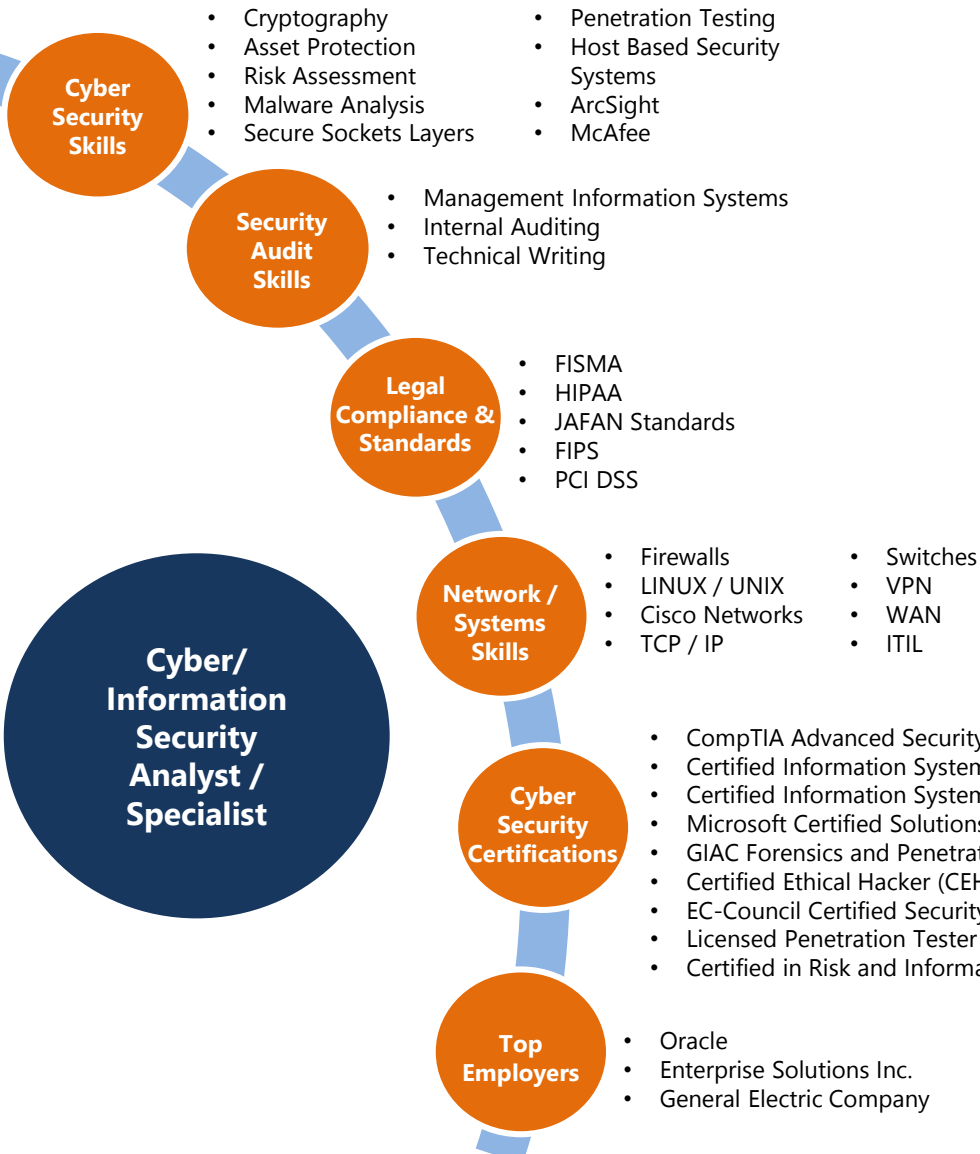 Cyber
Security
Skills
• Cryptography
• Asset Protection
• Risk Assessment
• Malware Analysis
• Secure Sockets Layers
• Penetration Testing
• Host Based Security
Systems
• ArcSight
• McAfee
Security
Audit
Skills
• Management Information Systems
• Internal Auditing
• Technical Writing
Legal
Compliance &
Standards
• FISMA
• HIPAA
• JAFAN Standards
• FIPS
• PCI DSS
Network /
Systems
Skills
• Firewalls
• LINUX / UNIX
• Cisco Networks
• TCP / IP
• Switches
• VPN
• WAN
• ITIL
Cyber/
Information
Security
Analyst /
Specialist
Cyber
Security
Certifications
• CompTIA Advanced Security
• Certified Information System
• Certified Information System
• Microsoft Certified Solutions
• GIAC Forensics and Penetrat
• Certified Ethical Hacker (CEH
• EC-Council Certified Security
• Licensed Penetration Tester
• Certified in Risk and Informa
Top
Employers
• Oracle
• Enterprise Solutions Inc.
• General Electric Company